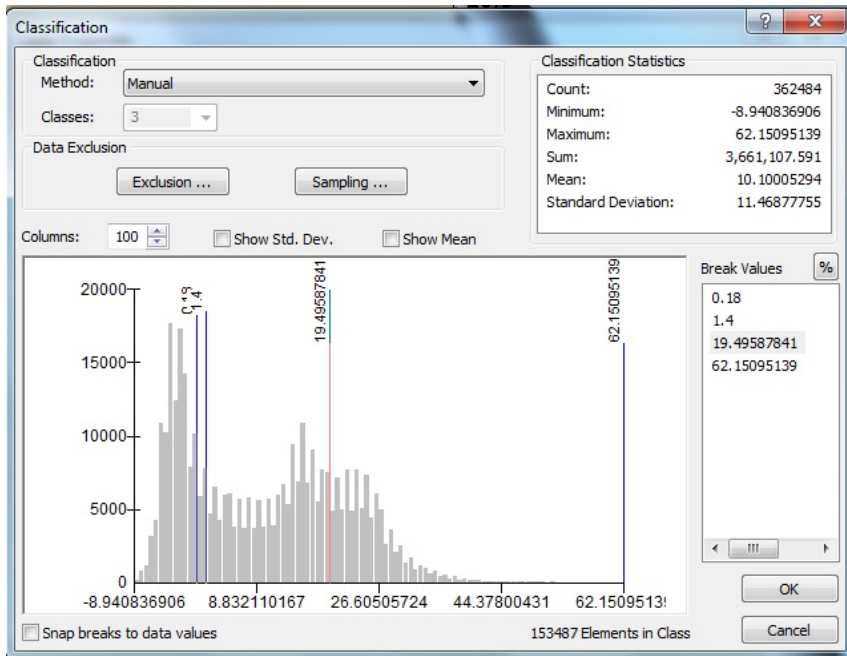 Classification
Classification
Method: Manual
Classes: 3
Data Exclusion
Exclusion ...
Sampling ...
Classification Statistics
Count: 362484
Minimum: -8.940836906
Maximum: 62.15095139
Sum: 3,661,107.591
Mean: 10.10005294
Standard Deviation: 11.46877755
Columns: 100
Show Std. Dev.
Show Mean
Break Values
%
0.18
1.4
19.49587841
62.15095139
0.18
1.4
19.49587841
62.15095139
20000
15000
10000
5000
0
-8.940836906 8.832110167 26.60505724 44.37800431 62.15095139
OK
Snap breaks to data values
153487 Elements in Class
Cancel